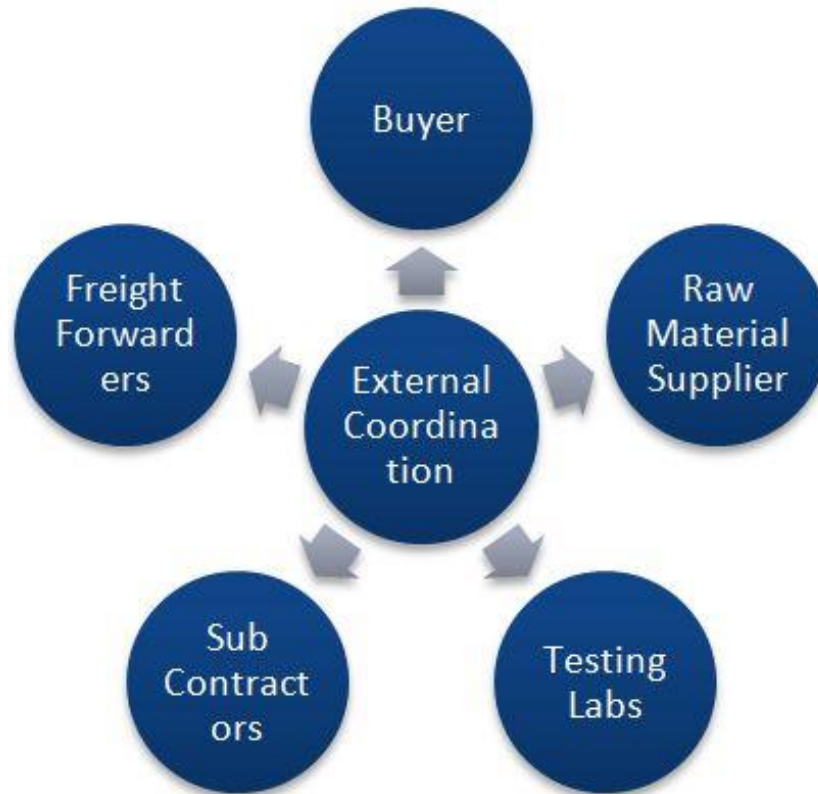 Buyer
Freight
Forward
ers
Raw
Material
Supplier
External
Coordina
tion
Sub
Contract
ors
Testing
Labs